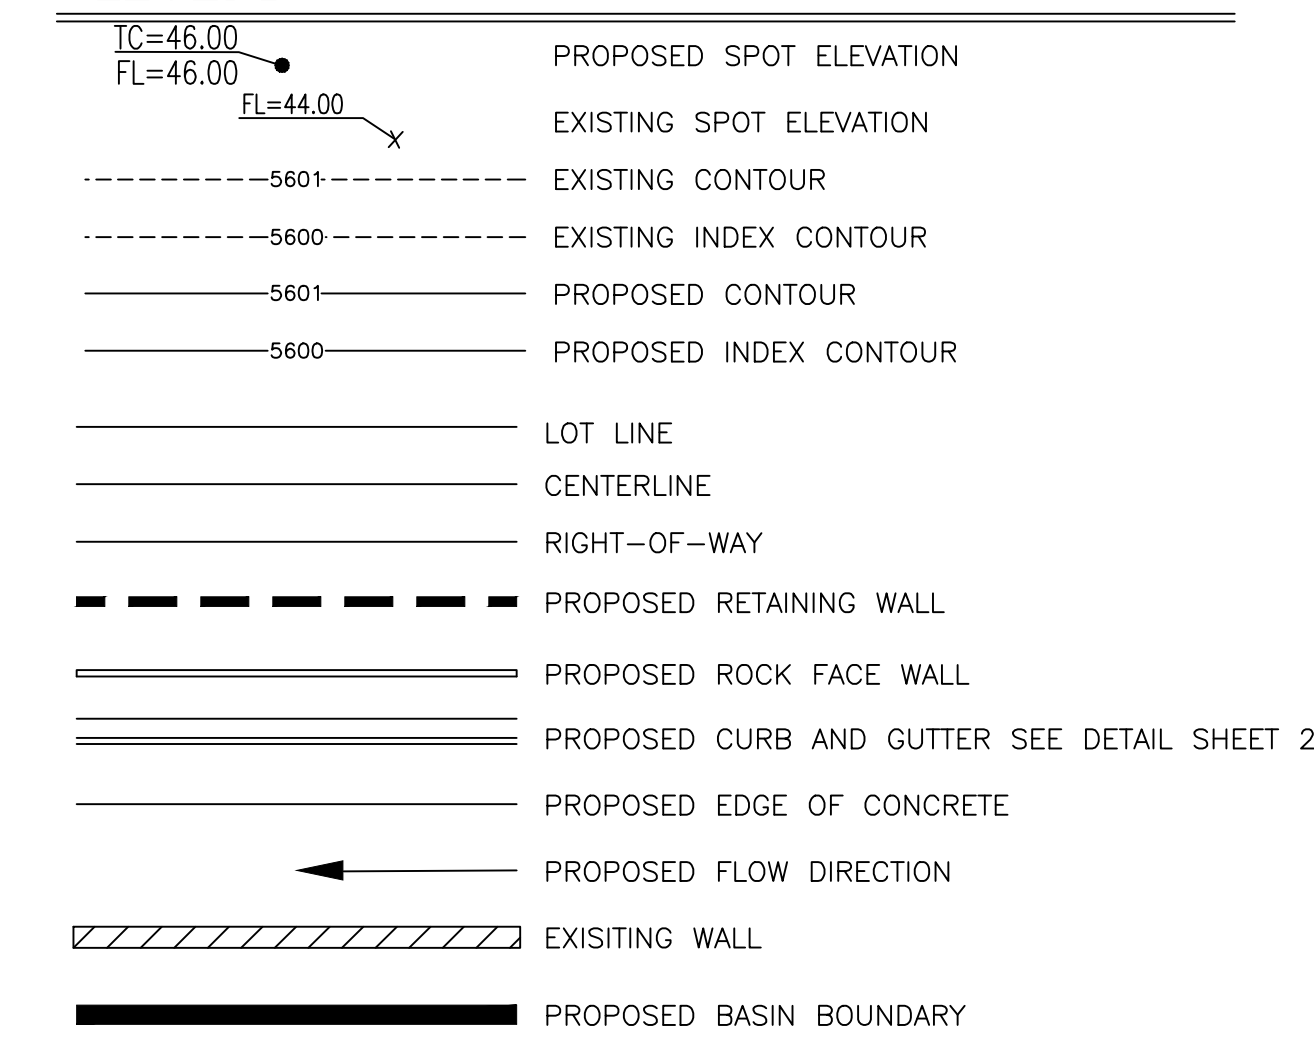 TC=46.00
FL=46.00
PROPOSED SPOT ELEVATION
FL=44.00
EXISTING SPOT ELEVATION
5601
EXISTING CONTOUR
5600
EXISTING INDEX CONTOUR
5601
PROPOSED CONTOUR
5600
PROPOSED INDEX CONTOUR
LOT LINE
CENTERLINE
RIGHT-OF-WAY
PROPOSED RETAINING WALL
PROPOSED ROCK FACE WALL
PROPOSED CURB AND GUTTER SEE DETAIL SHEET 2
PROPOSED EDGE OF CONCRETE
PROPOSED FLOW DIRECTION
EXISITING WALL
PROPOSED BASIN BOUNDARY